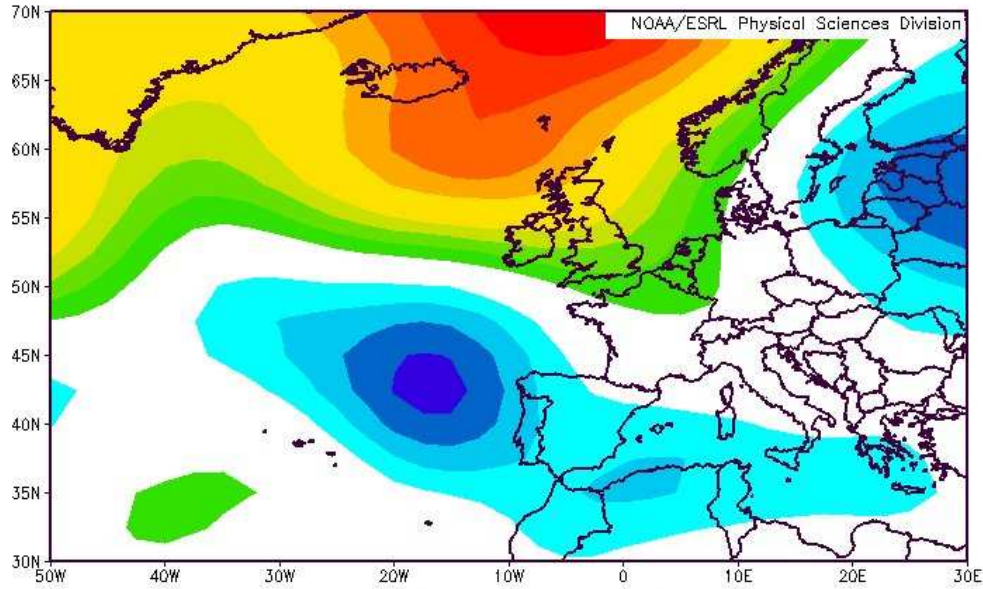 70N
NOAA/ESRL Physical Sciences Division
65N
60N
55N
50N
45N
40N
35N
30N
50W 40W 30W 20W 10W 0 10E 20E 30E